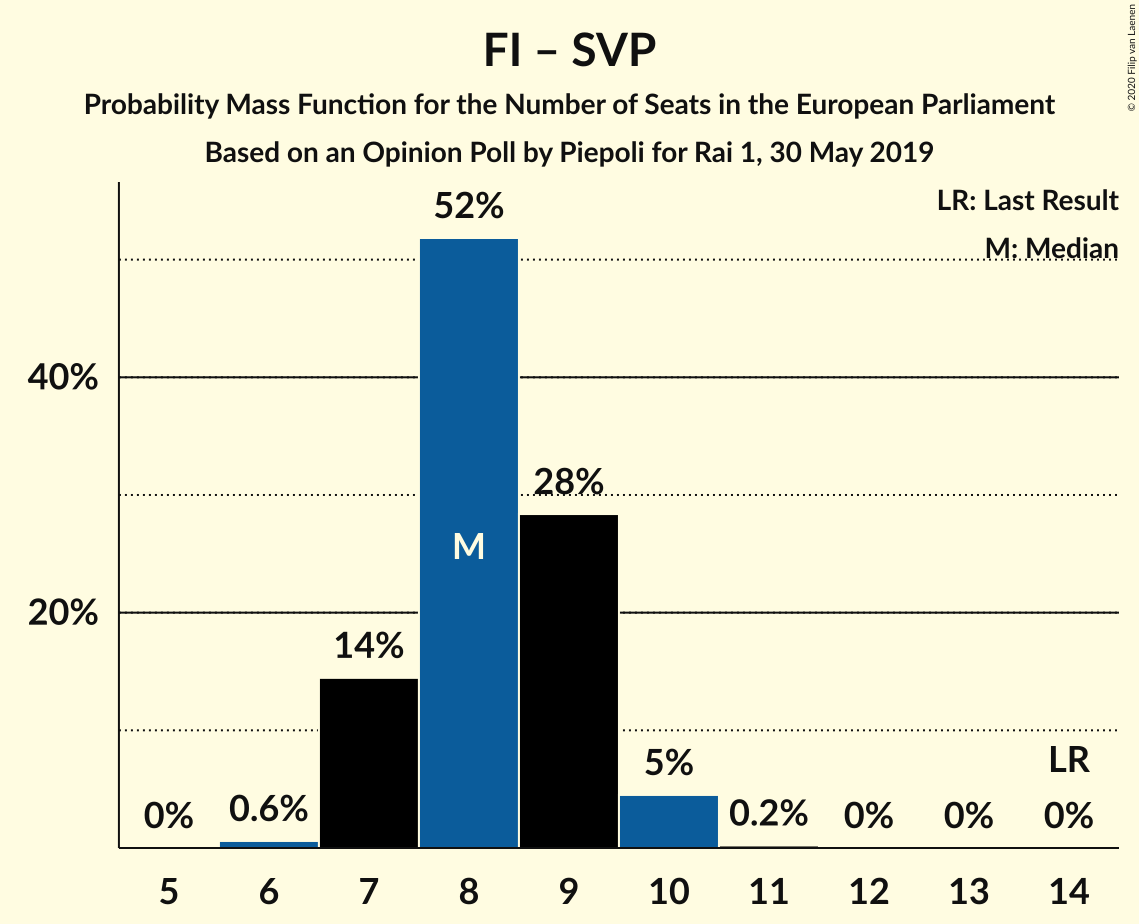 FI – SVP
Probability Mass Function for the Number of Seats in the European Parliament
Based on an Opinion Poll by Piepoli for Rai 1, 30 May 2019
© 2020 Filip van Laenen
LR: Last Result
M: Median
52%
40%
28%
M
20%
14%
5%
LR
0%
0.6%
0.2%
0%
0%
0%
5 6 7 8 9 10 11 12 13 14